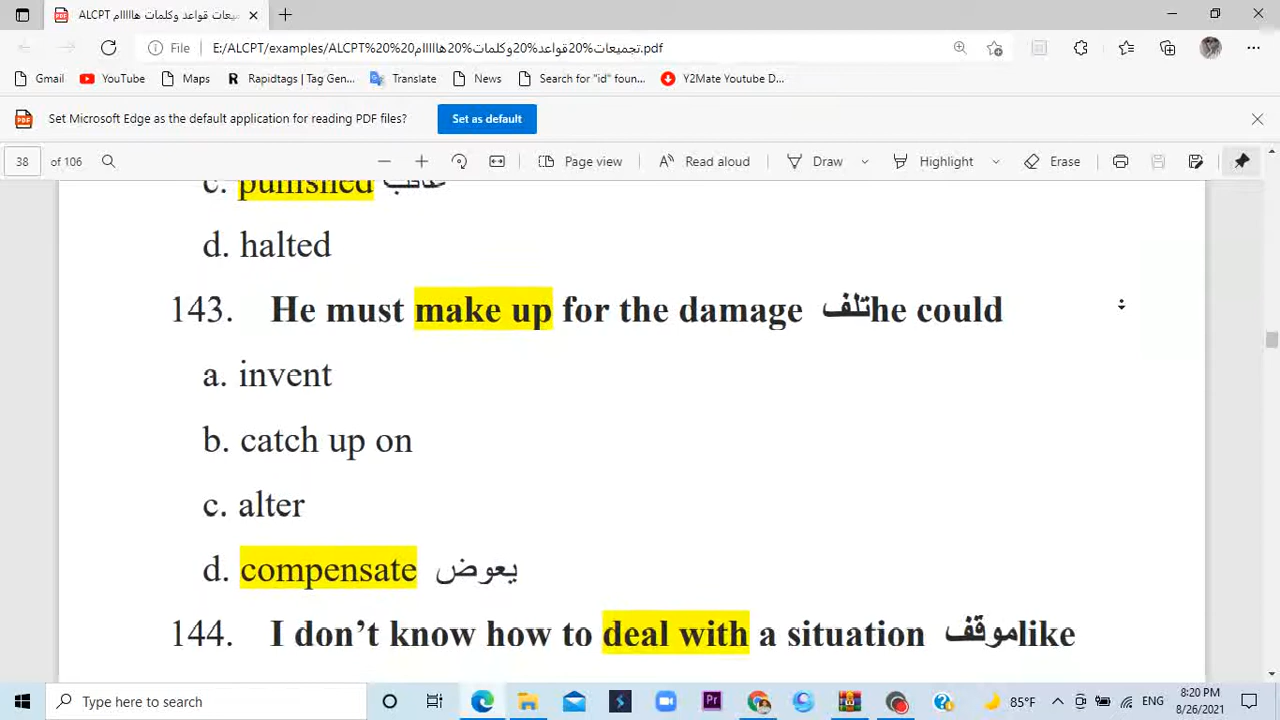 ALCPT تجميعات قواعد وكلمات هاااااام
File E:/ALCPT/examples/ALCPT%20%20تجميعات%20قواعد%20وكلمات%20هاااااام.pdf
Gmail YouTube Maps Rapidtags | Tag Gen... Translate News Search for "id" foun... Y2Mate Youtube D...
Set Microsoft Edge as the default application for reading PDF files? Set as default
38 of 106 Page view Read aloud Draw Highlight Erase
c. punished
d. halted
143. He must make up for the damage تلف he could
a. invent
b. catch up on
c. alter
d. compensate يعوض
144. I don't know how to deal with a situation موقف like
Type here to search 85°F ENG 8:20 PM
8/26/2021